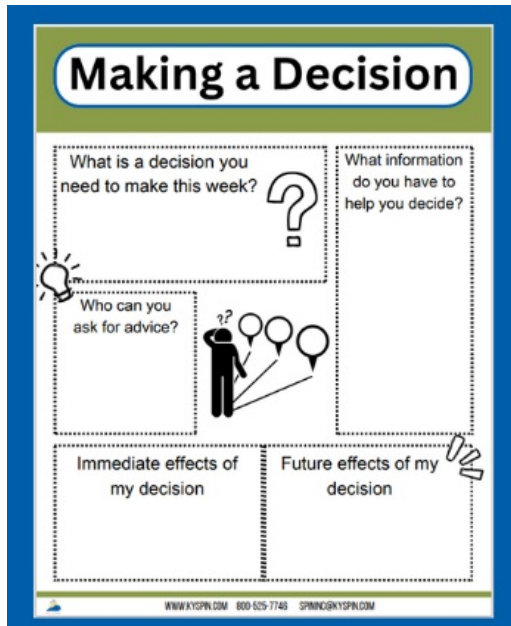 Making a Decision
What is a decision you
need to make this week?
What information
do you have to
help you decide?
Who can you
ask for advice?
??
Immediate effects of
my decision
Future effects of my
decision
WWW.KYSPIN.COM 800-525-7746 SPININC@KYSPIN.COM